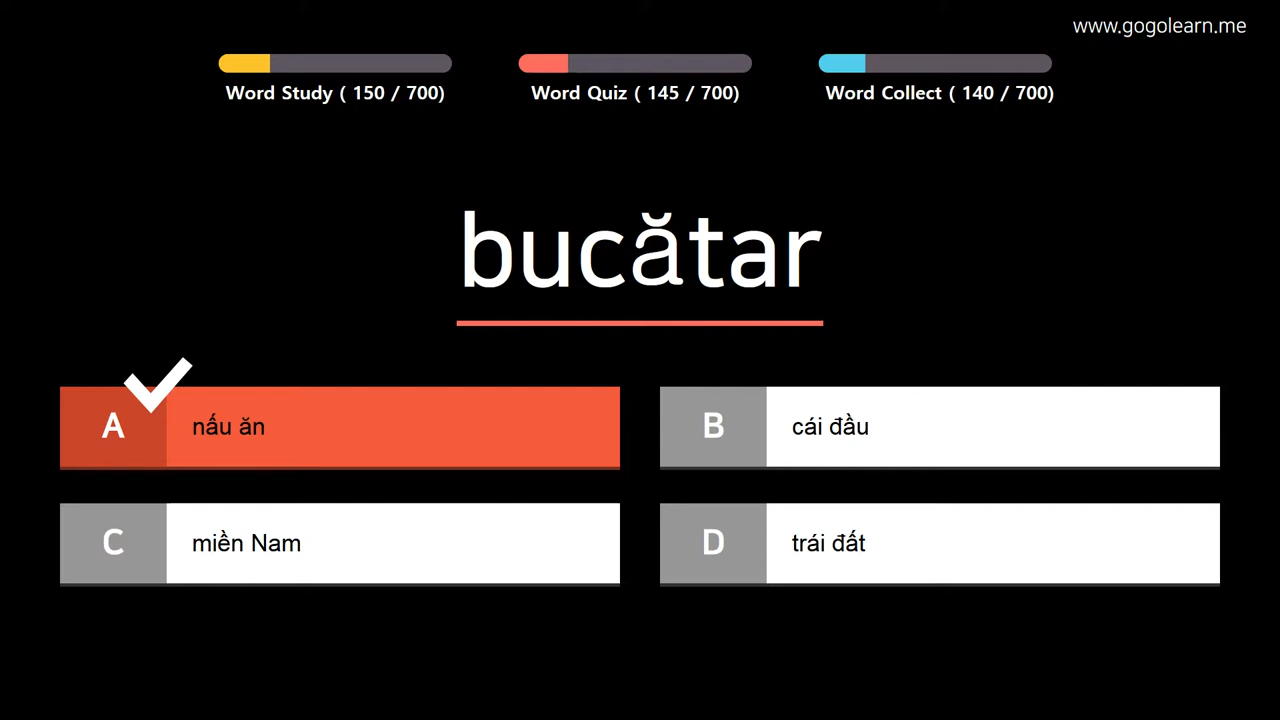 www.gogolearn.me
Word Study ( 150 / 700)
Word Quiz ( 145 / 700)
Word Collect ( 140 / 700)
bucătar
A nấu ăn
B cái đầu
C miền Nam
D trái đất